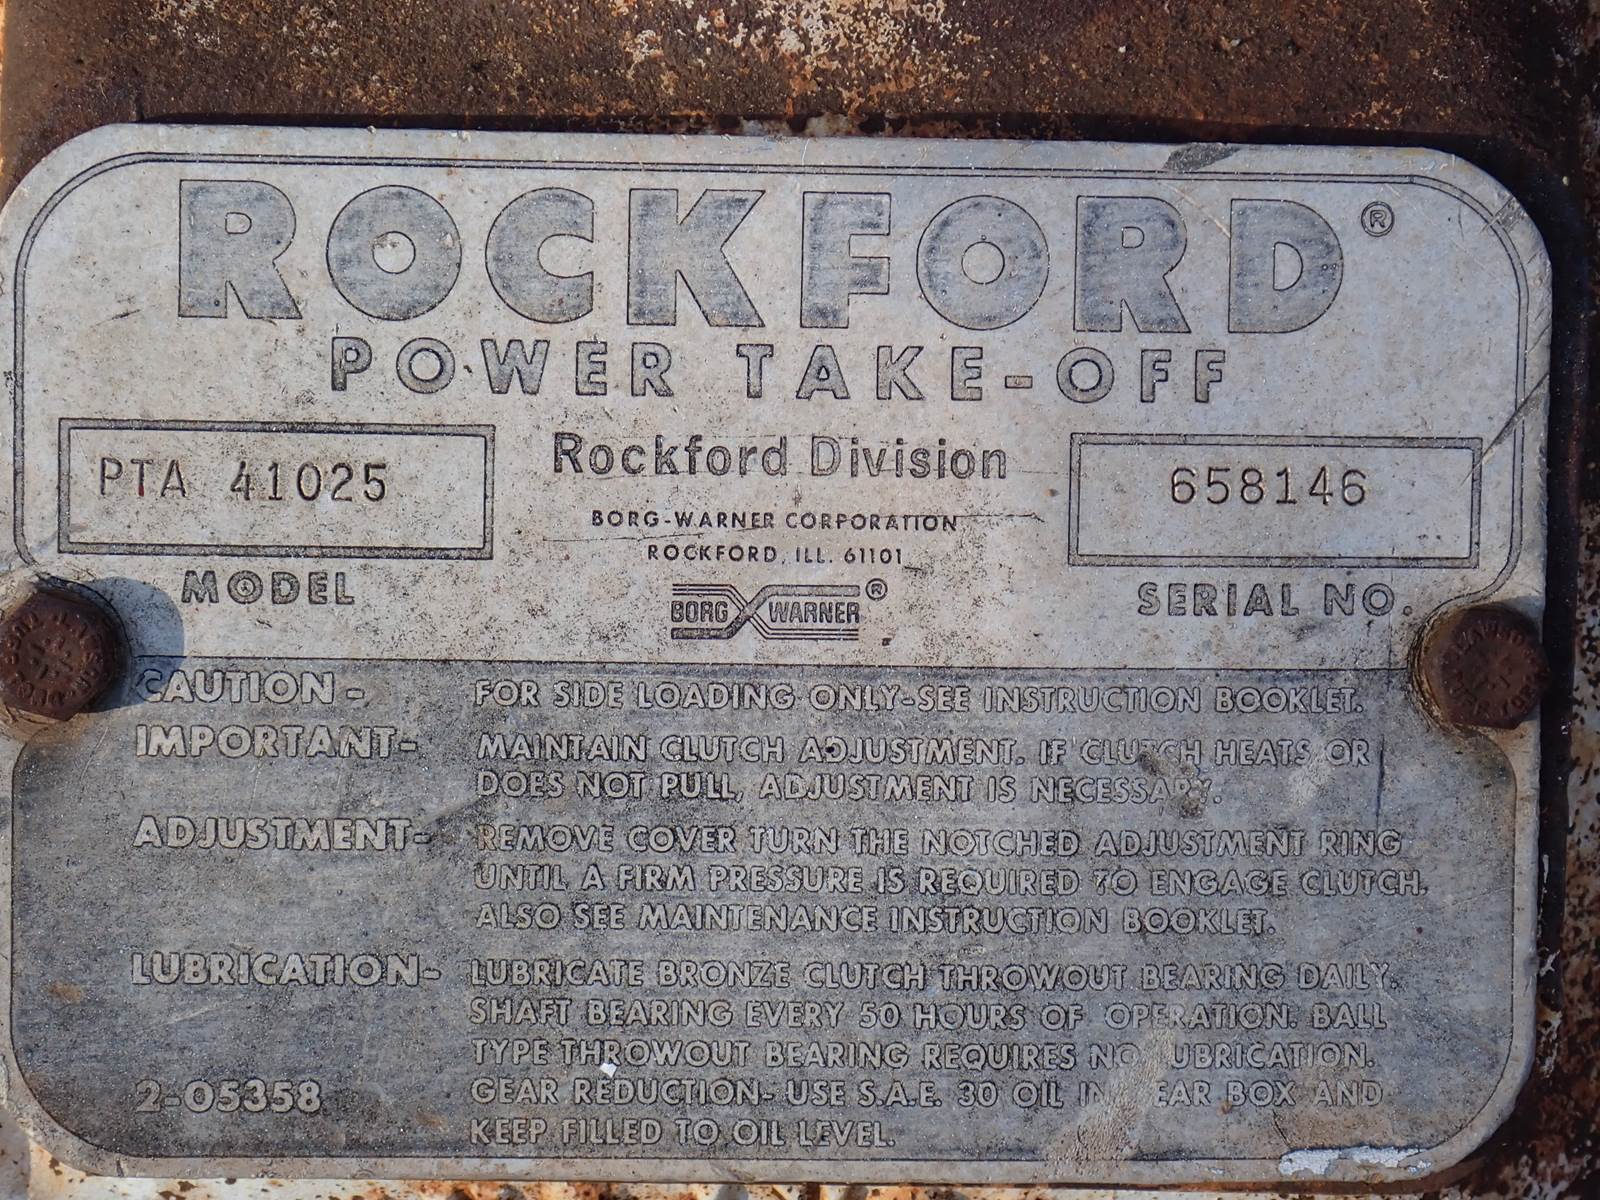 ROCKFORD®
POWER TAKE-OFF
PTA 41025
MODEL
Rockford Division
BORG-WARNER CORPORATION
ROCKFORD, ILL. 61101
BORG WARNER®
658146
SERIAL NO.
CAUTION - FOR SIDE LOADING ONLY-SEE INSTRUCTION BOOKLET.
IMPORTANT- MAINTAIN CLUTCH ADJUSTMENT. IF CLUTCH HEATS OR
DOES NOT PULL, ADJUSTMENT IS NECESSARY.
ADJUSTMENT- REMOVE COVER TURN THE NOTCHED ADJUSTMENT RING
UNTIL A FIRM PRESSURE IS REQUIRED TO ENGAGE CLUTCH.
ALSO SEE MAINTENANCE INSTRUCTION BOOKLET.
LUBRICATION- LUBRICATE BRONZE CLUTCH THROWOUT BEARING DAILY.
SHAFT BEARING EVERY 50 HOURS OF OPERATION. BALL
TYPE THROWOUT BEARING REQUIRES NO LUBRICATION.
GEAR REDUCTION- USE S.A.E. 30 OIL IN GEAR BOX AND
KEEP FILLED TO OIL LEVEL.
2-05358